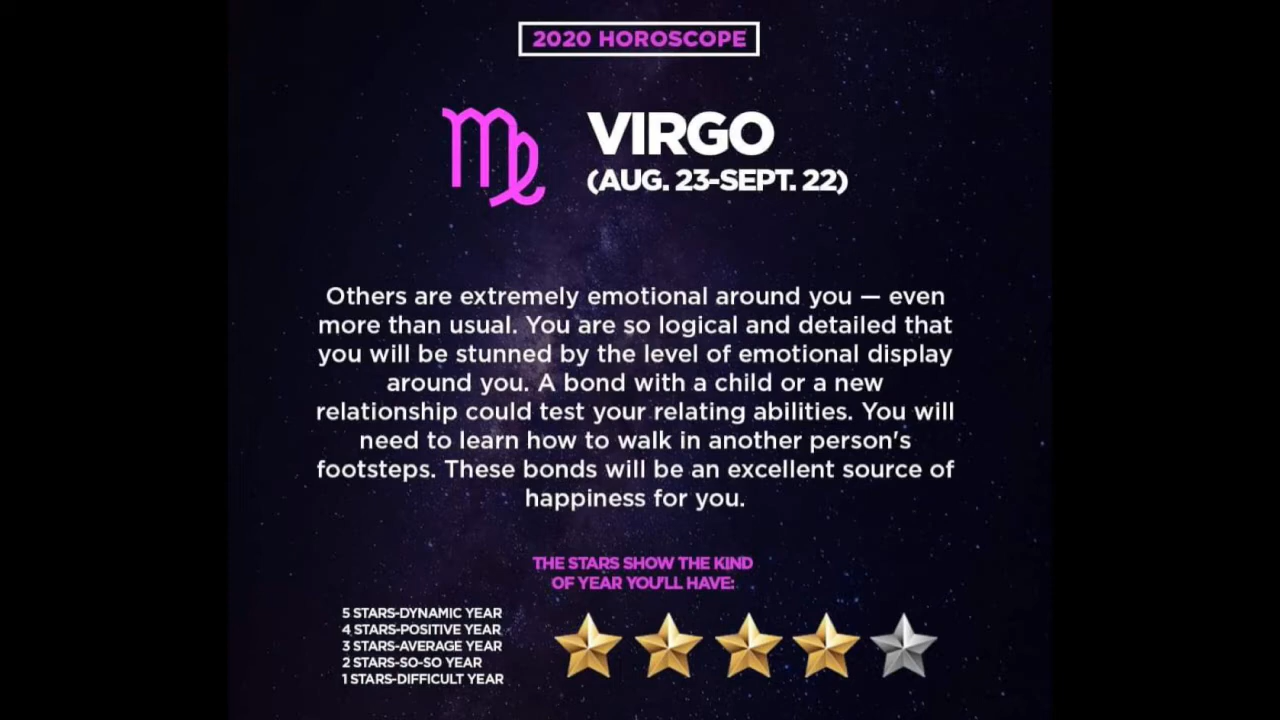 2020 HOROSCOPE
VIRGO
(AUG. 23-SEPT. 22)
Others are extremely emotional around you — even
more than usual. You are so logical and detailed that
you will be stunned by the level of emotional display
around you. A bond with a child or a new
relationship could test your relating abilities. You will
need to learn how to walk in another person's
footsteps. These bonds will be an excellent source of
happiness for you.
THE STARS SHOW THE KIND
OF YEAR YOU'LL HAVE:
5 STARS-DYNAMIC YEAR
4 STARS-POSITIVE YEAR
3 STARS-AVERAGE YEAR
2 STARS-SO-SO YEAR
1 STARS-DIFFICULT YEAR